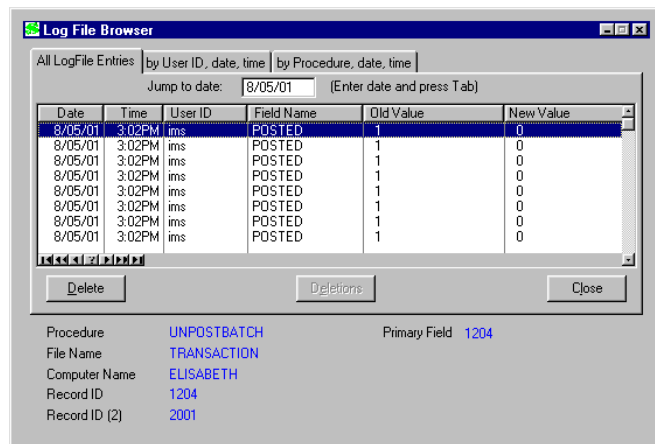 Log File Browser
All LogFile Entries by User ID, date, time by Procedure, date, time
Jump to date: 8/05/01 (Enter date and press Tab)
Date Time User ID Field Name Old Value New Value
8/05/01 3:02PM ims POSTED 1 0
8/05/01 3:02PM ims POSTED 1 0
8/05/01 3:02PM ims POSTED 1 0
8/05/01 3:02PM ims POSTED 1 0
8/05/01 3:02PM ims POSTED 1 0
8/05/01 3:02PM ims POSTED 1 0
8/05/01 3:02PM ims POSTED 1 0
8/05/01 3:02PM ims POSTED 1 0
?
Delete Deletions Close
Procedure UNPOSTBATCH Primary Field 1204
File Name TRANSACTION
Computer Name ELISABETH
Record ID 1204
Record ID (2) 2001